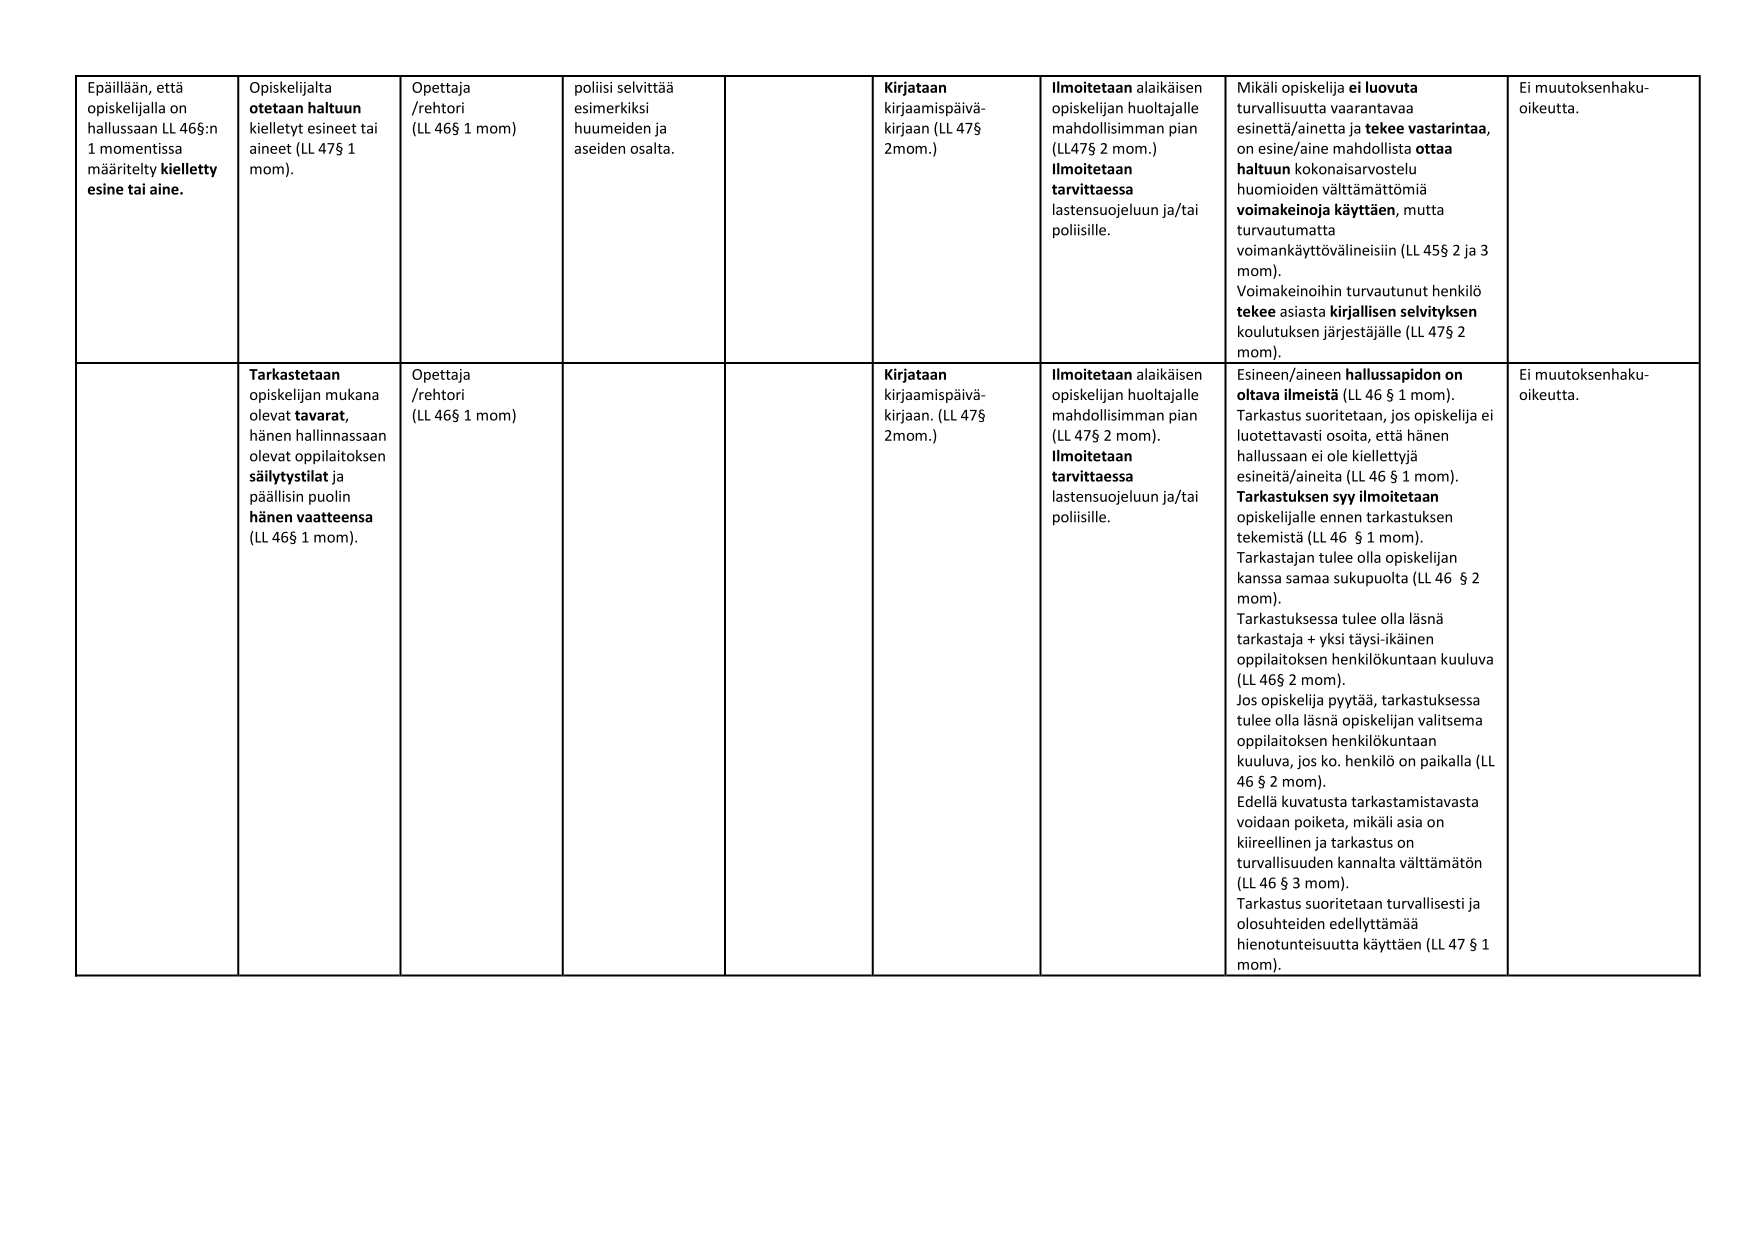 Epäillään, että
opiskelijalla on
hallussaan LL 46§:n
1 momentissa
määritelty kielletty
esine tai aine.
Opiskelijalta
otetaan haltuun
kielletyt esineet tai
aineet (LL 47§ 1
mom).
Opettaja
/rehtori
(LL 46§ 1 mom)
poliisi selvittää
esimerkiksi
huumeiden ja
aseiden osalta.
Kirjataan
kirjaamispäivä-
kirjaan (LL 47§
2mom.)
Ilmoitetaan alaikäisen
opiskelijan huoltajalle
mahdollisimman pian
(LL47§ 2 mom.)
Ilmoitetaan
tarvittaessa
lastensuojeluun ja/tai
poliisille.
Mikäli opiskelija ei luovuta
turvallisuutta vaarantavaa
esinettä/ainetta ja tekee vastarintaa,
on esine/aine mahdollista ottaa
haltuun kokonaisarvostelu
huomioiden välttämättömiä
voimakeinoja käyttäen, mutta
turvautumatta
voimankäyttövälineisiin (LL 45§ 2 ja 3
mom).
Voimakeinoihin turvautunut henkilö
tekee asiasta kirjallisen selvityksen
koulutuksen järjestäjälle (LL 47§ 2
mom).
Ei muutoksenhaku-
oikeutta.
Tarkastetaan
opiskelijan mukana
olevat tavarat,
hänen hallinnassaan
olevat oppilaitoksen
säilytystilat ja
päällisin puolin
hänen vaatteensa
(LL 46§ 1 mom).
Opettaja
/rehtori
(LL 46§ 1 mom)
Kirjataan
kirjaamispäivä-
kirjaan. (LL 47§
2mom.)
Ilmoitetaan alaikäisen
opiskelijan huoltajalle
mahdollisimman pian
(LL 47§ 2 mom).
Ilmoitetaan
tarvittaessa
lastensuojeluun ja/tai
poliisille.
Esineen/aineen hallussapidon on
oltava ilmeistä (LL 46 § 1 mom).
Tarkastus suoritetaan, jos opiskelija ei
luotettavasti osoita, että hänen
hallussaan ei ole kiellettyjä
esineitä/aineita (LL 46 § 1 mom).
Tarkastuksen syy ilmoitetaan
opiskelijalle ennen tarkastuksen
tekemistä (LL 46  § 1 mom).
Tarkastajan tulee olla opiskelijan
kanssa samaa sukupuolta (LL 46  § 2
mom).
Tarkastuksessa tulee olla läsnä
tarkastaja + yksi täysi-ikäinen
oppilaitoksen henkilökuntaan kuuluva
(LL 46§ 2 mom).
Jos opiskelija pyytää, tarkastuksessa
tulee olla läsnä opiskelijan valitsema
oppilaitoksen henkilökuntaan
kuuluva, jos ko. henkilö on paikalla (LL
46 § 2 mom).
Edellä kuvatusta tarkastamistavasta
voidaan poiketa, mikäli asia on
kiireellinen ja tarkastus on
turvallisuuden kannalta välttämätön
(LL 46 § 3 mom).
Tarkastus suoritetaan turvallisesti ja
olosuhteiden edellyttämää
hienotunteisuutta käyttäen (LL 47 § 1
mom).
Ei muutoksenhaku-
oikeutta.